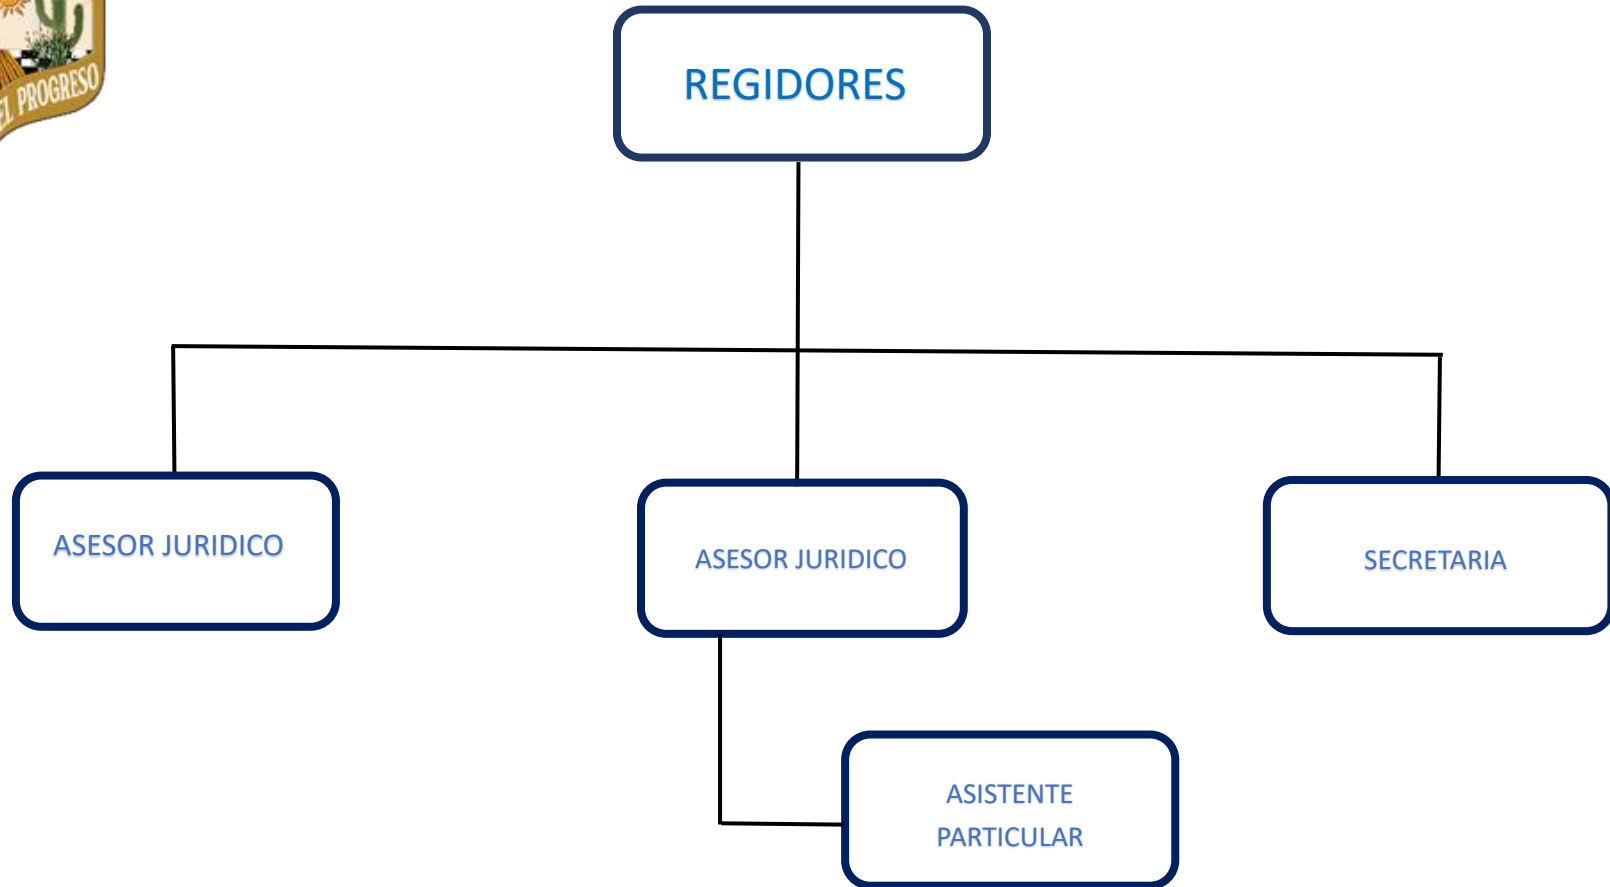 EL PROGRESO
REGIDORES
ASESOR JURIDICO
ASESOR JURIDICO
SECRETARIA
ASISTENTE
PARTICULAR